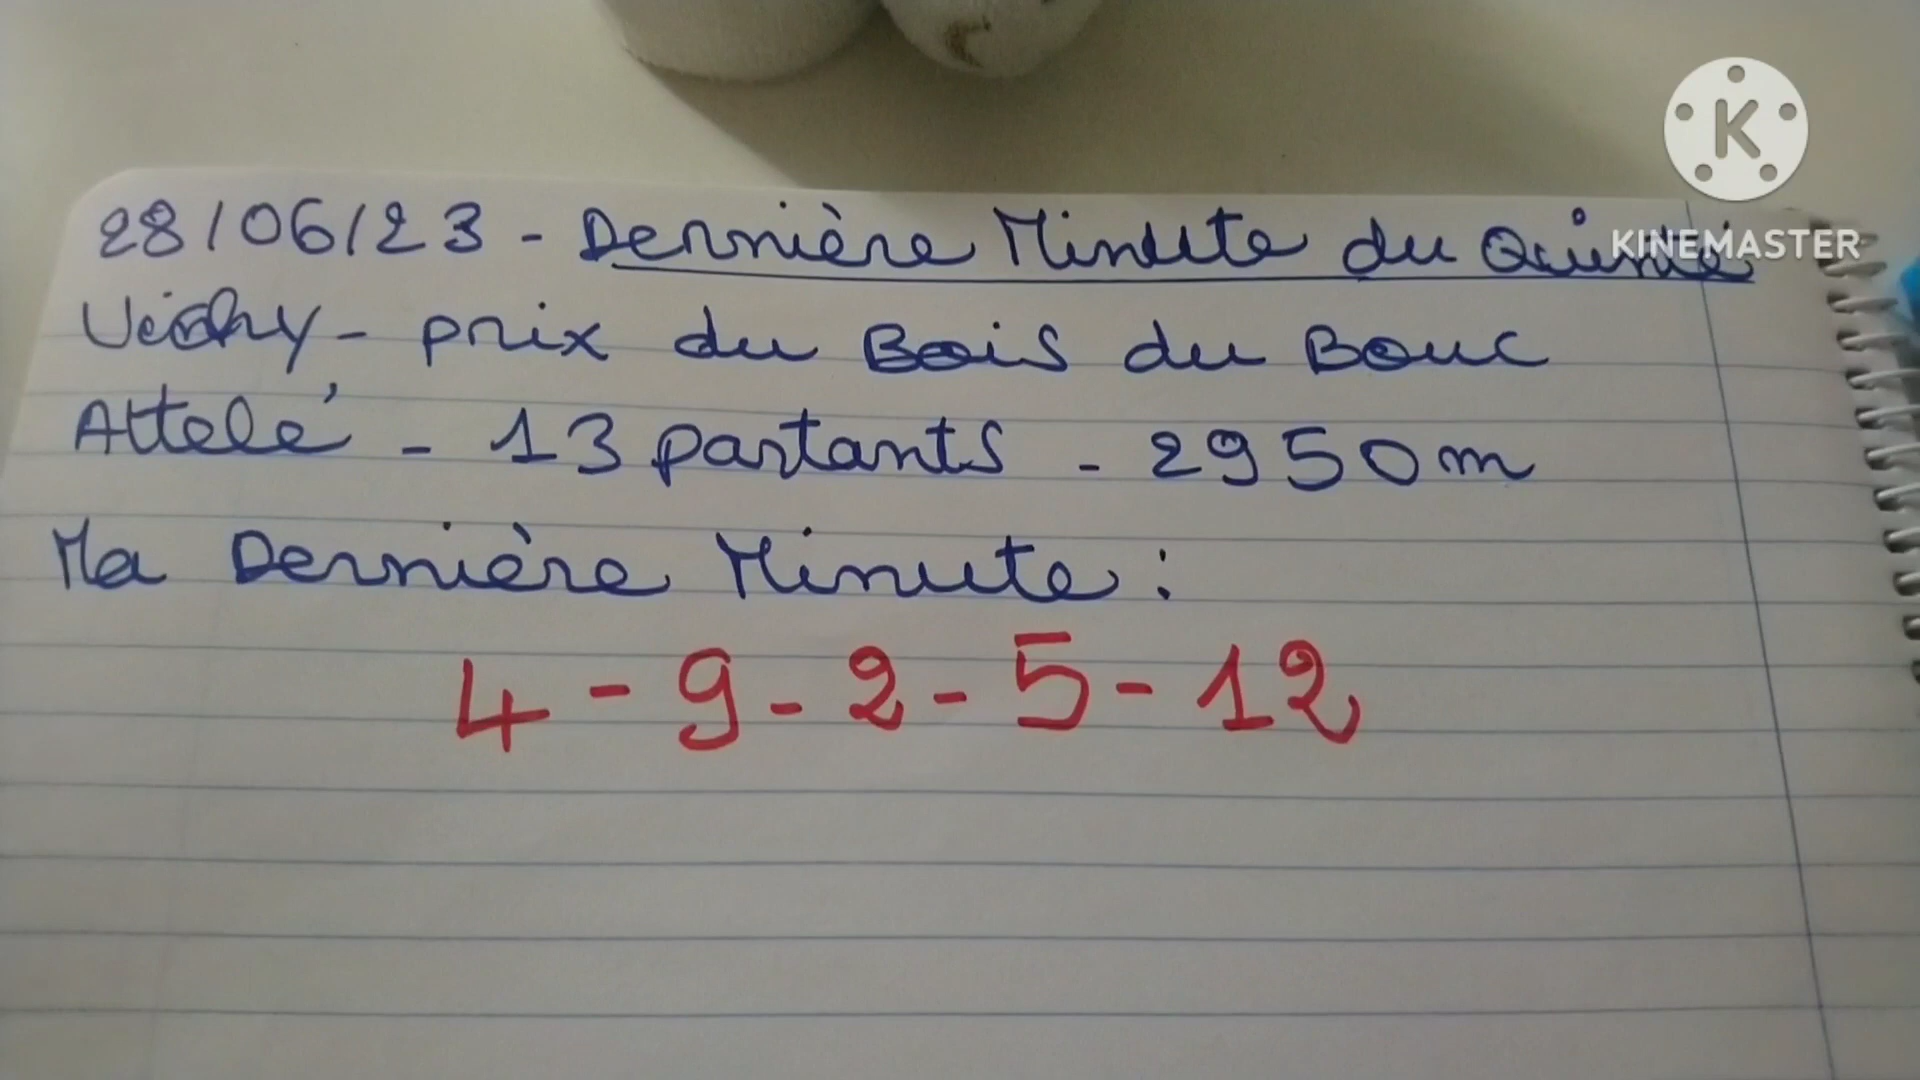 28/06/23 - Dernière Minute du Quinté
KINEMASTER
Vichy - prix du Bois du Bouc
Attelé - 13 partants - 2950m
Ma Dernière Minute :
4 - 9 - 2 - 5 - 12